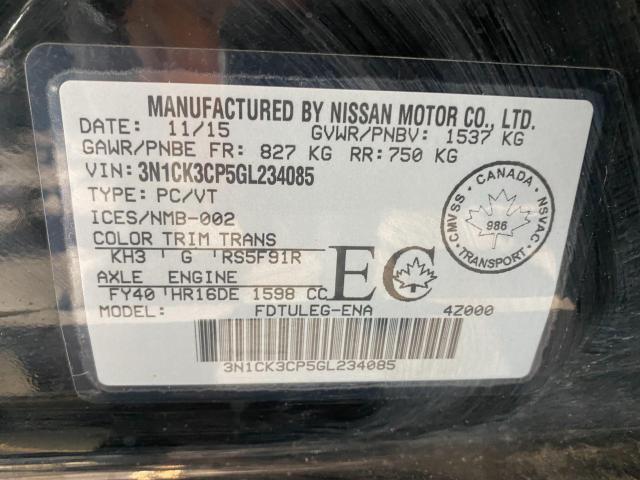 MANUFACTURED BY NISSAN MOTOR CO., LTD.
DATE: 11/15 GVWR/PNBV: 1537 KG
GAWR/PNBE FR: 827 KG RR: 750 KG
VIN: 3N1CK3CP5GL234085
TYPE: PC/VT
ICES/NMB-002
COLOR TRIM TRANS
KH3 G RS5F91R
AXLE ENGINE
FY40 HR16DE 1598 CC
EC
MODEL: FDTULEG-ENA 4Z000
3N1CK3CP5GL234085
CMVSS - CANADA - NSVAC
986
TRANSPORT